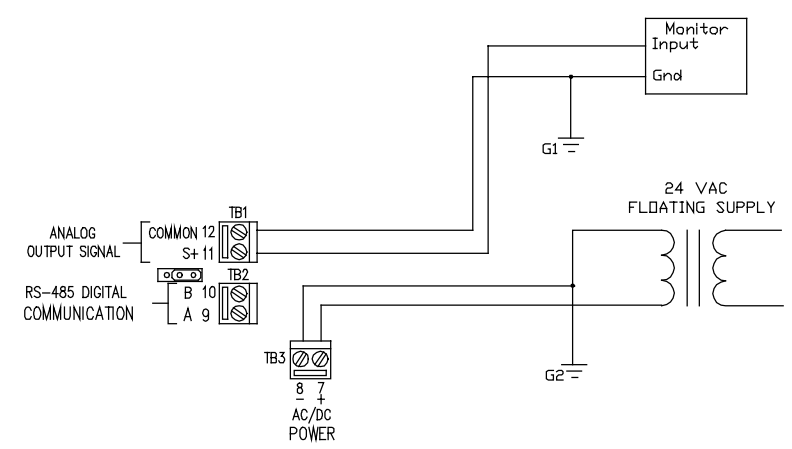 Monitor
Input
Gnd
G1
24 VAC
FLOATING SUPPLY
TB1
ANALOG
OUTPUT SIGNAL
COMMON 12
S+ 11
TB2
RS-485 DIGITAL
COMMUNICATION
B 10
A 9
TB3
G2
8 7
- +
AC/DC
POWER